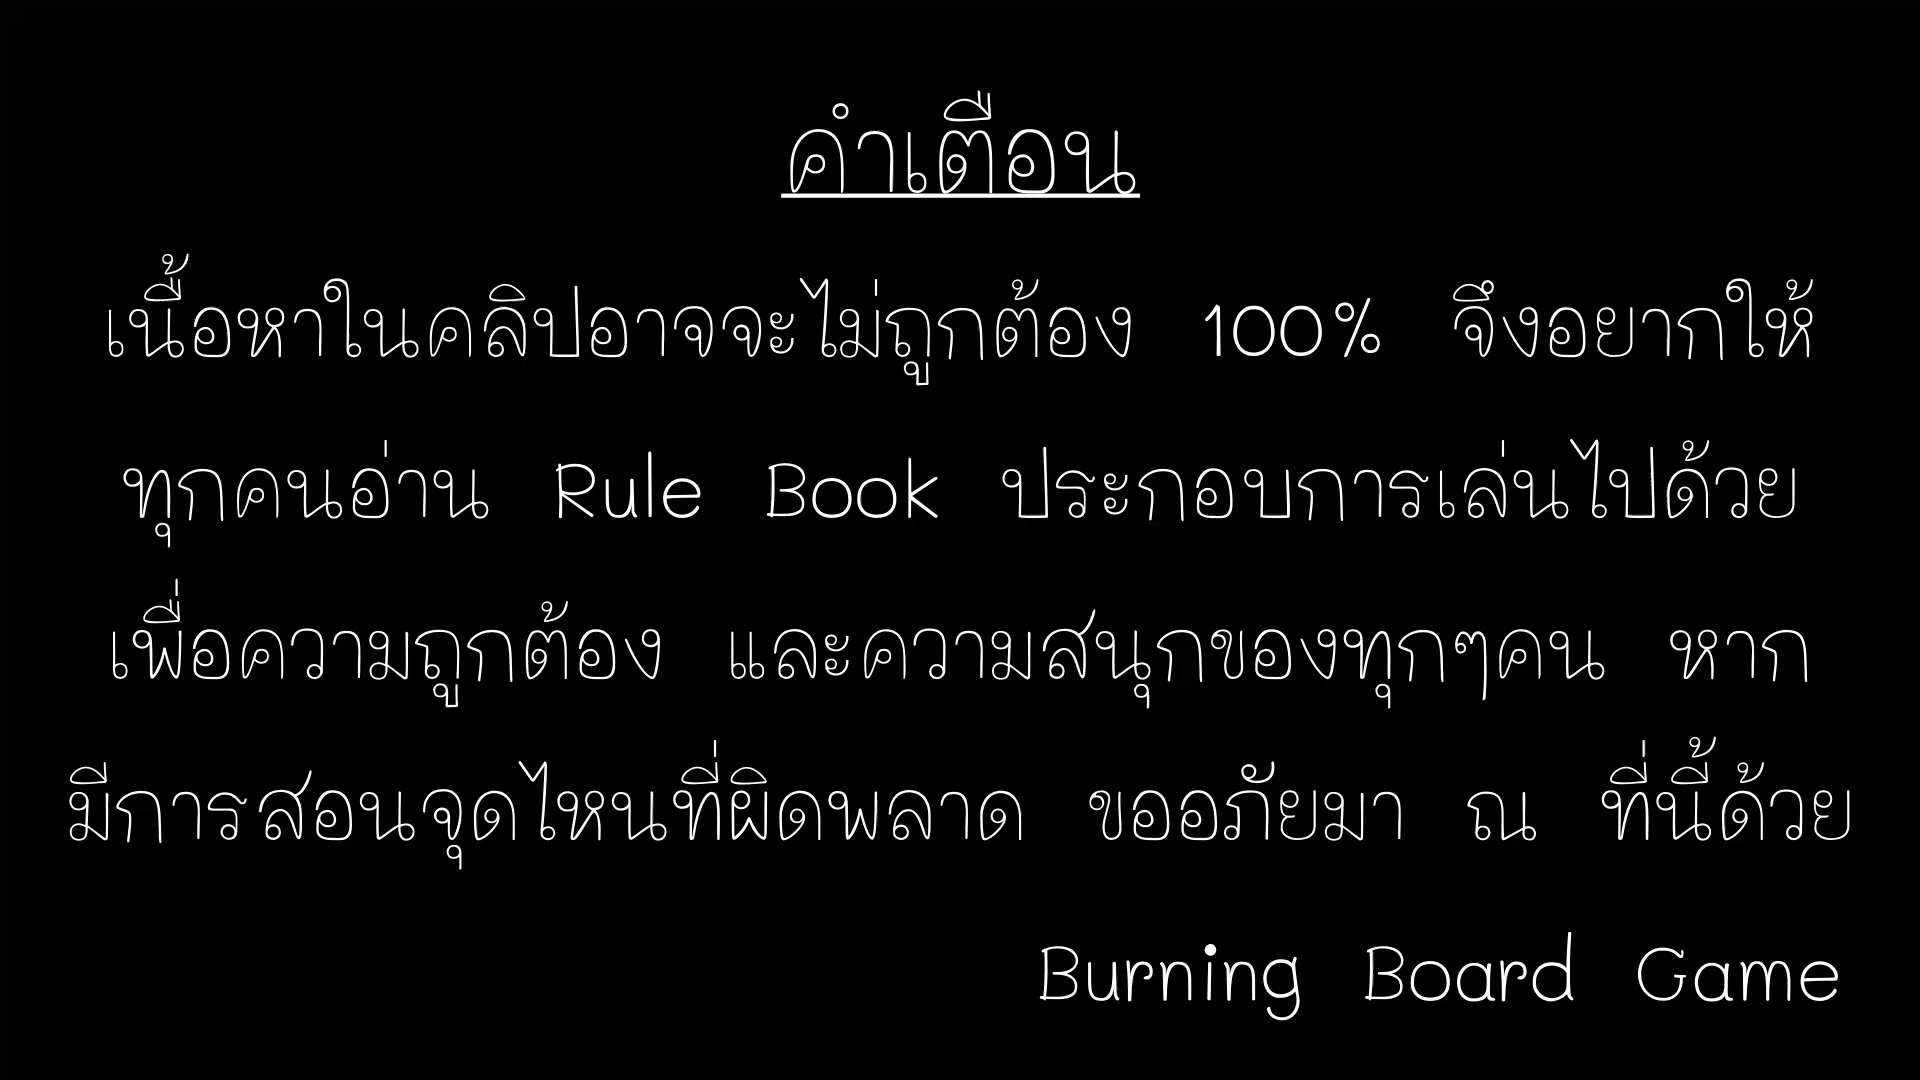 คำเตือน
เนื้อหาในคลิปอาจจะไม่ถูกต้อง 100% จึงอยากให้
ทุกคนอ่าน Rule Book ประกอบการเล่นไปด้วย
เพื่อความถูกต้อง และความสนุกของทุกๆคน หาก
มีการสอนจุดไหนที่ผิดพลาด ขออภัยมา ณ ที่นี้ด้วย
Burning Board Game